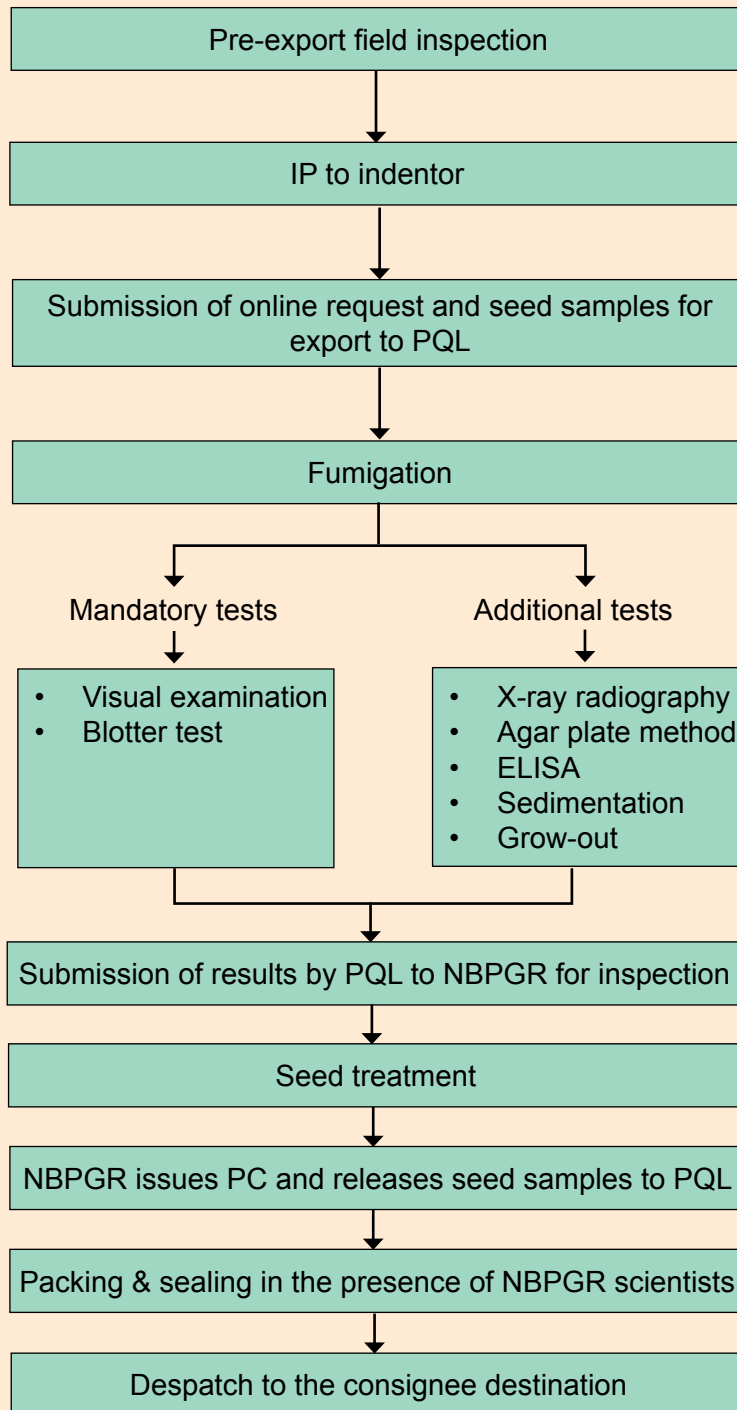 Pre-export field inspection
IP to indentor
Submission of online request and seed samples for
export to PQL
Fumigation
Mandatory tests
• Visual examination
• Blotter test
Additional tests
• X-ray radiography
• Agar plate method
• ELISA
• Sedimentation
• Grow-out
Submission of results by PQL to NBPGR for inspection
Seed treatment
NBPGR issues PC and releases seed samples to PQL
Packing & sealing in the presence of NBPGR scientists
Despatch to the consignee destination